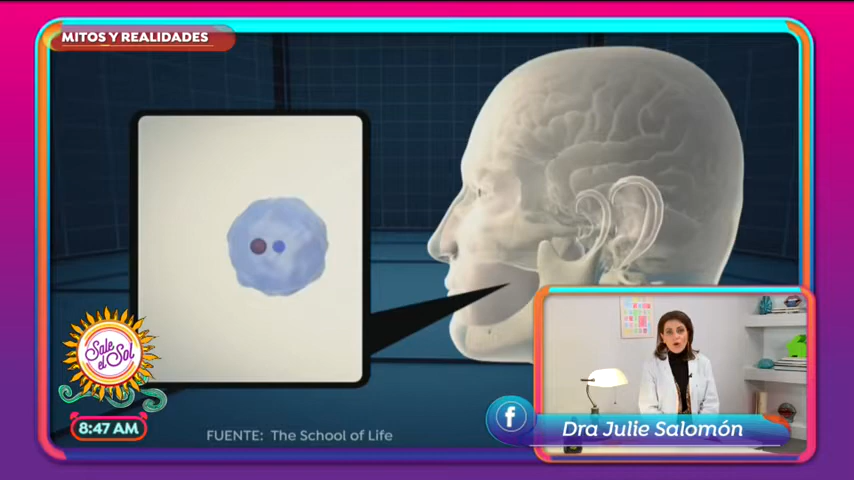 MITOS Y REALIDADES
Sale
el Sol
8:47 AM
FUENTE: The School of Life
f
Dra Julie Salomón